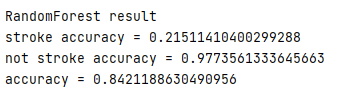 RandomForest result
stroke accuracy = 0.21511410400299288
not stroke accuracy = 0.9773561333645663
accuracy = 0.8421188630490956